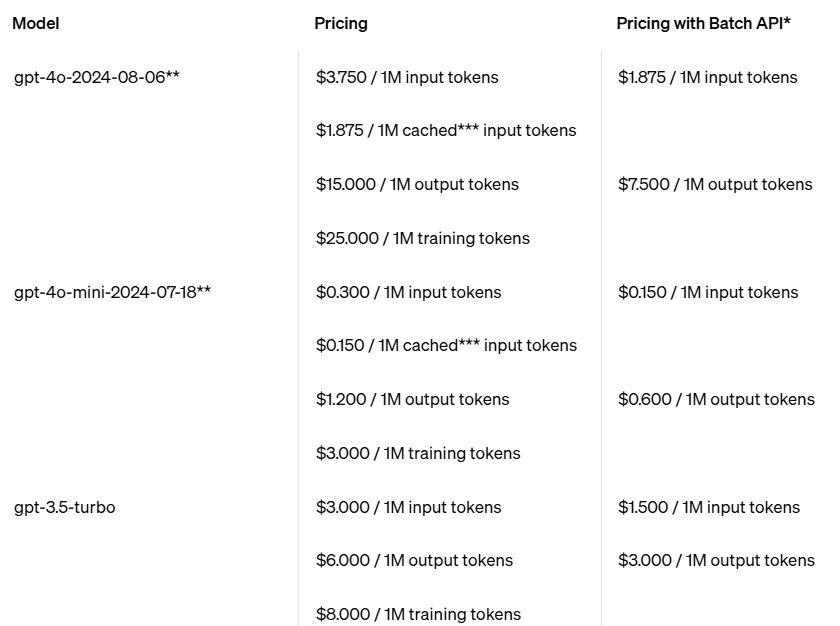 Model Pricing Pricing with Batch API*
gpt-4o-2024-08-06** $3.750 / 1M input tokens $1.875 / 1M input tokens
$1.875 / 1M cached*** input tokens
$15.000 / 1M output tokens $7.500 / 1M output tokens
$25.000 / 1M training tokens
gpt-4o-mini-2024-07-18** $0.300 / 1M input tokens $0.150 / 1M input tokens
$0.150 / 1M cached*** input tokens
$1.200 / 1M output tokens $0.600 / 1M output tokens
$3.000 / 1M training tokens
gpt-3.5-turbo $3.000 / 1M input tokens $1.500 / 1M input tokens
$6.000 / 1M output tokens $3.000 / 1M output tokens
$8.000 / 1M training tokens